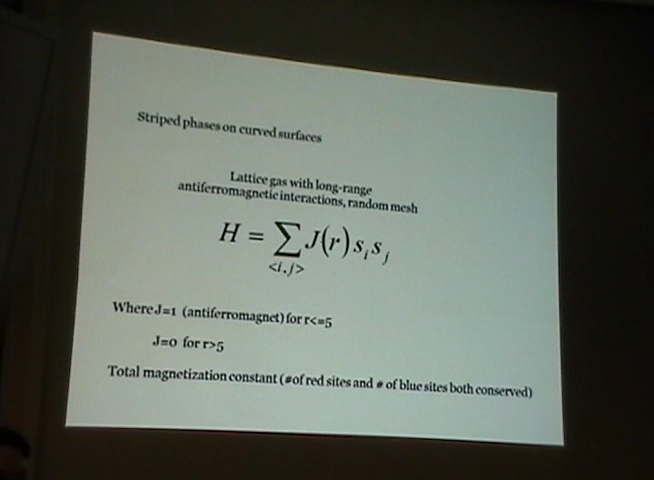 Striped phases on curved surfaces
Lattice gas with long-range
antiferromagnetic interactions, random mesh
H = ∑ J(r) s_i s_j
<i,j>
Where J=1 (antiferromagnet) for r<=5
J=0 for r>5
Total magnetization constant (#of red sites and # of blue sites both conserved)